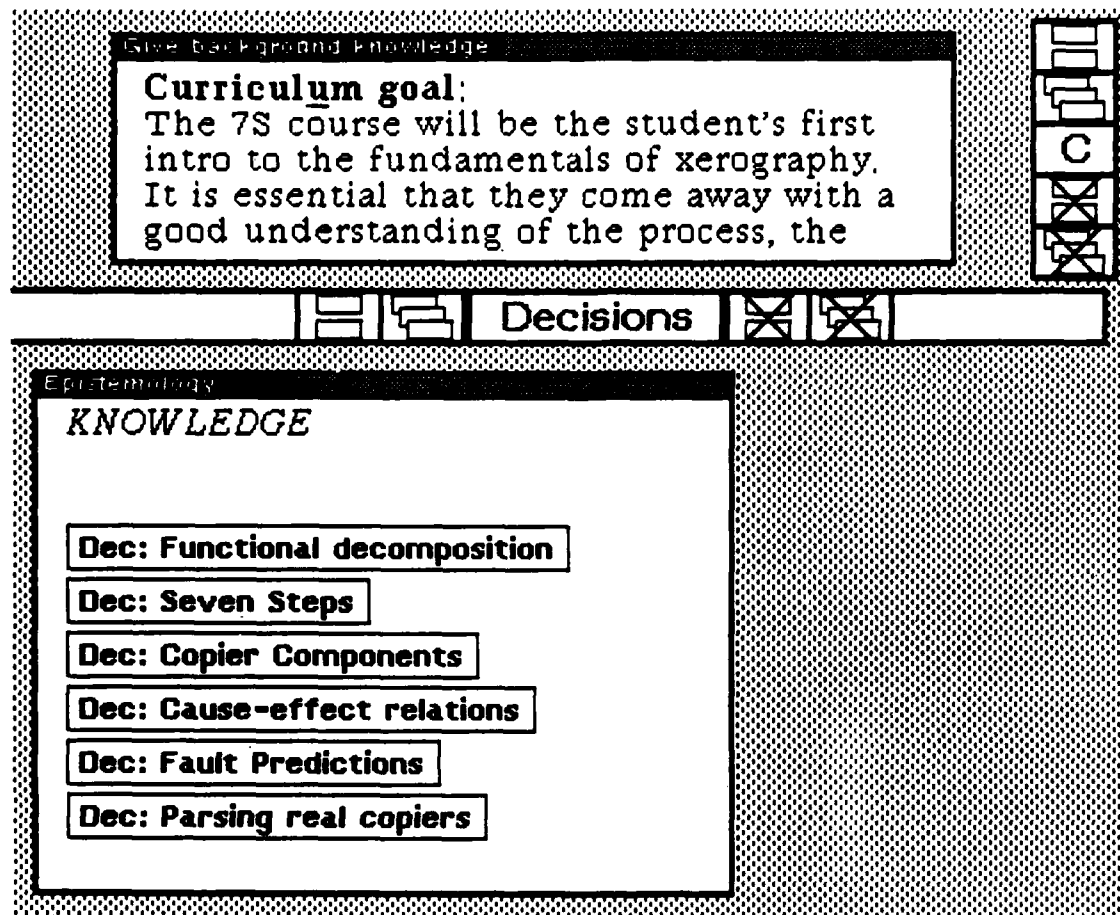 Give background knowledge
Curriculum goal:
The 7S course will be the student's first
intro to the fundamentals of xerography.
It is essential that they come away with a
good understanding of the process, the
C
Decisions
Epistemology
KNOWLEDGE
Dec: Functional decomposition
Dec: Seven Steps
Dec: Copier Components
Dec: Cause-effect relations
Dec: Fault Predictions
Dec: Parsing real copiers